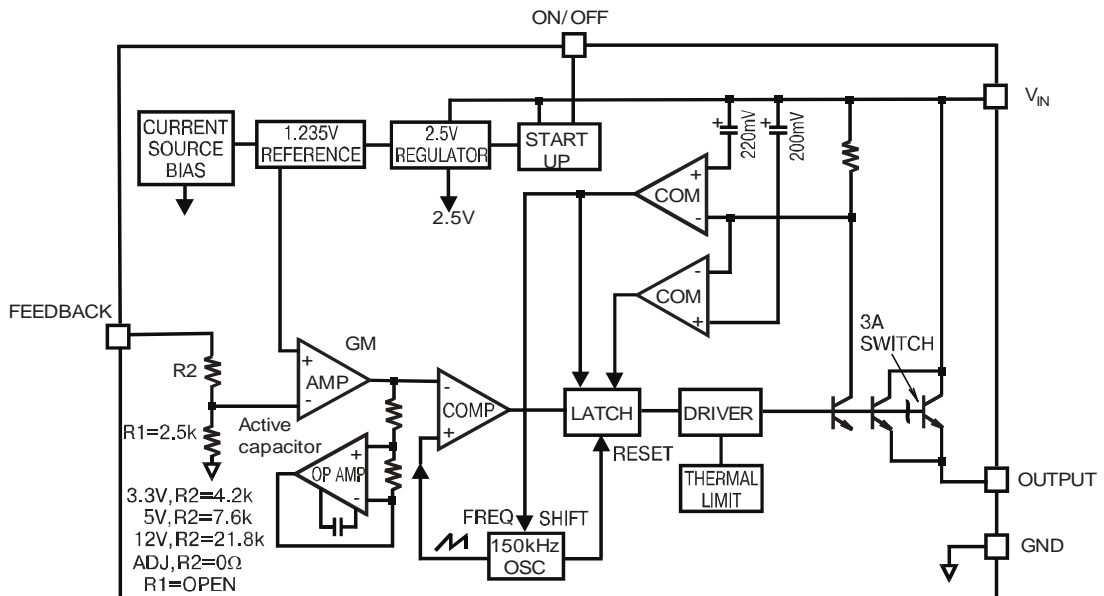 ON/OFF
VIN
CURRENT
SOURCE
BIAS
1.235V
REFERENCE
2.5V
REGULATOR
START
UP
+
220mV
+
200mV
2.5V
+
COM
-
-
COM
+
FEEDBACK
3A
SWITCH
R2
GM
+
AMP
-
-
COMP
+
LATCH
DRIVER
R1=2.5k
Active
capacitor
+
OP AMP
-
RESET
THERMAL
LIMIT
OUTPUT
3.3V,R2=4.2k
5V,R2=7.6k
12V,R2=21.8k
ADJ,R2=0Ω
R1=OPEN
FREQ SHIFT
150kHz
OSC
GND